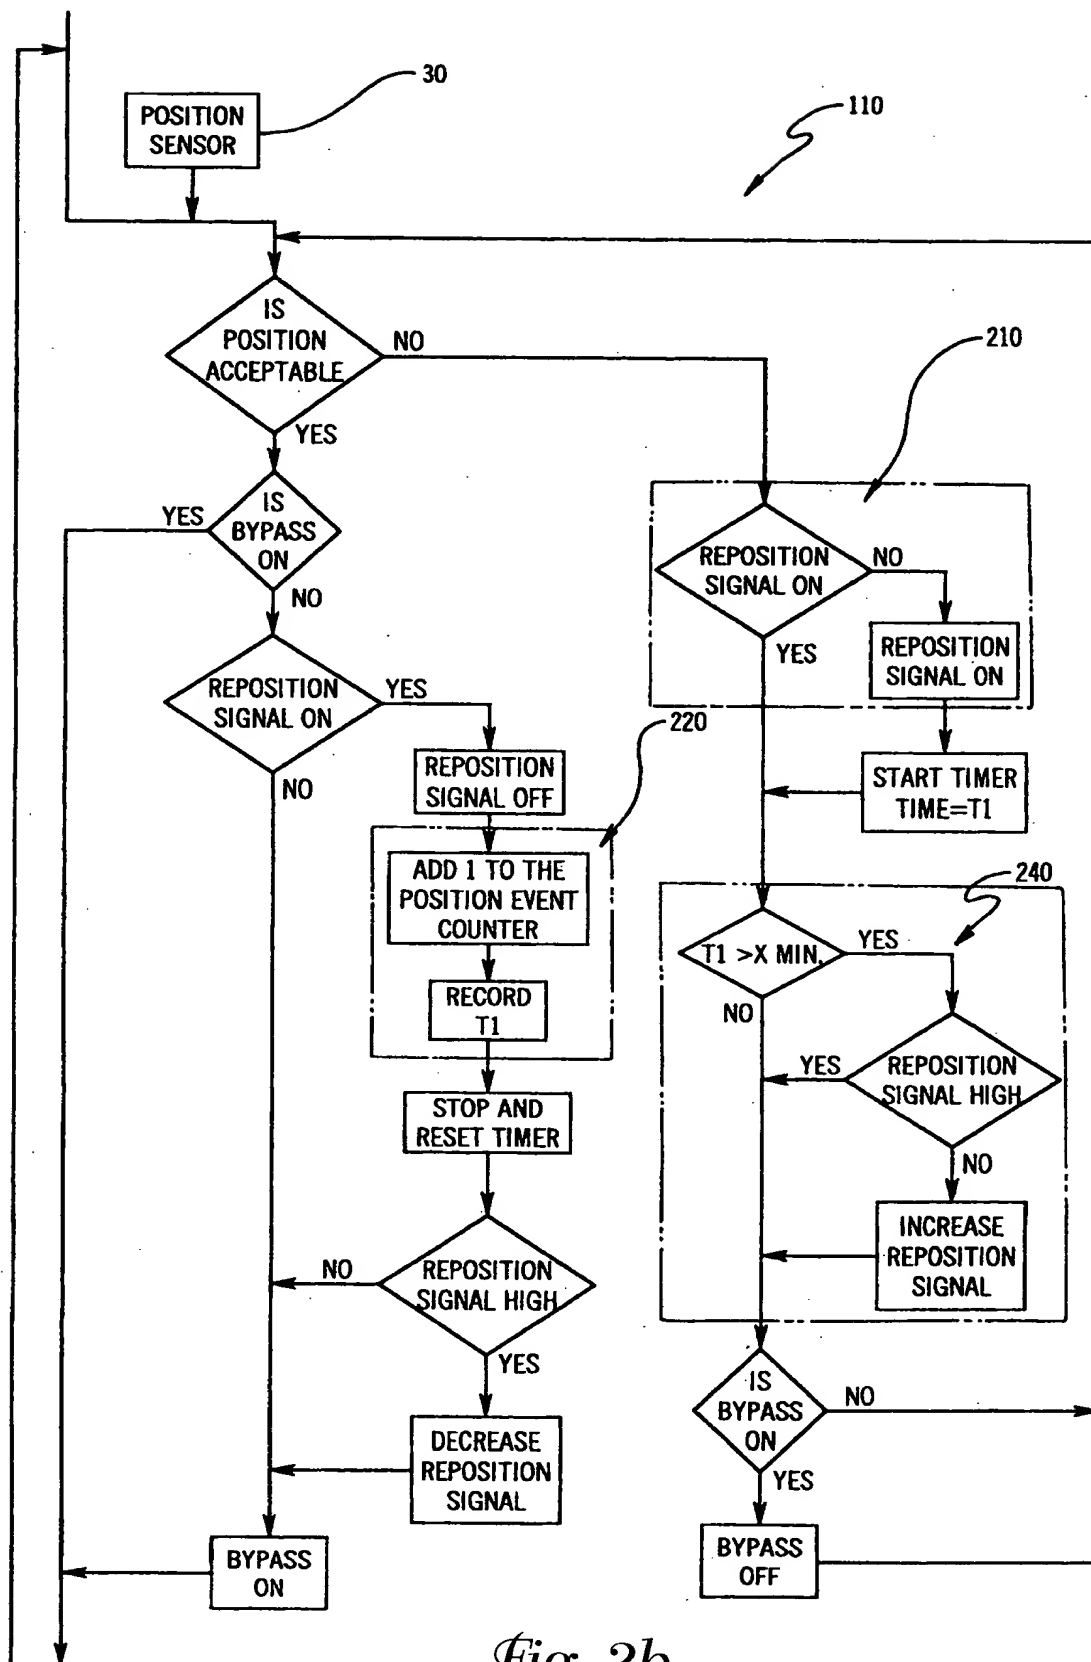 30
POSITION
SENSOR
110
IS
POSITION
ACCEPTABLE
NO
YES
210
IS
BYPASS
ON
YES
NO
REPOSITION
SIGNAL ON
NO
REPOSITION
SIGNAL ON
YES
REPOSITION
SIGNAL ON
YES
NO
220
REPOSITION
SIGNAL OFF
START TIMER
TIME=T1
ADD 1 TO THE
POSITION EVENT
COUNTER
RECORD
T1
240
T1 >X MIN.
YES
NO
REPOSITION
SIGNAL HIGH
YES
NO
INCREASE
REPOSITION
SIGNAL
STOP AND
RESET TIMER
REPOSITION
SIGNAL HIGH
NO
YES
DECREASE
REPOSITION
SIGNAL
IS
BYPASS
ON
NO
YES
BYPASS
ON
BYPASS
OFF
Fig. 2b